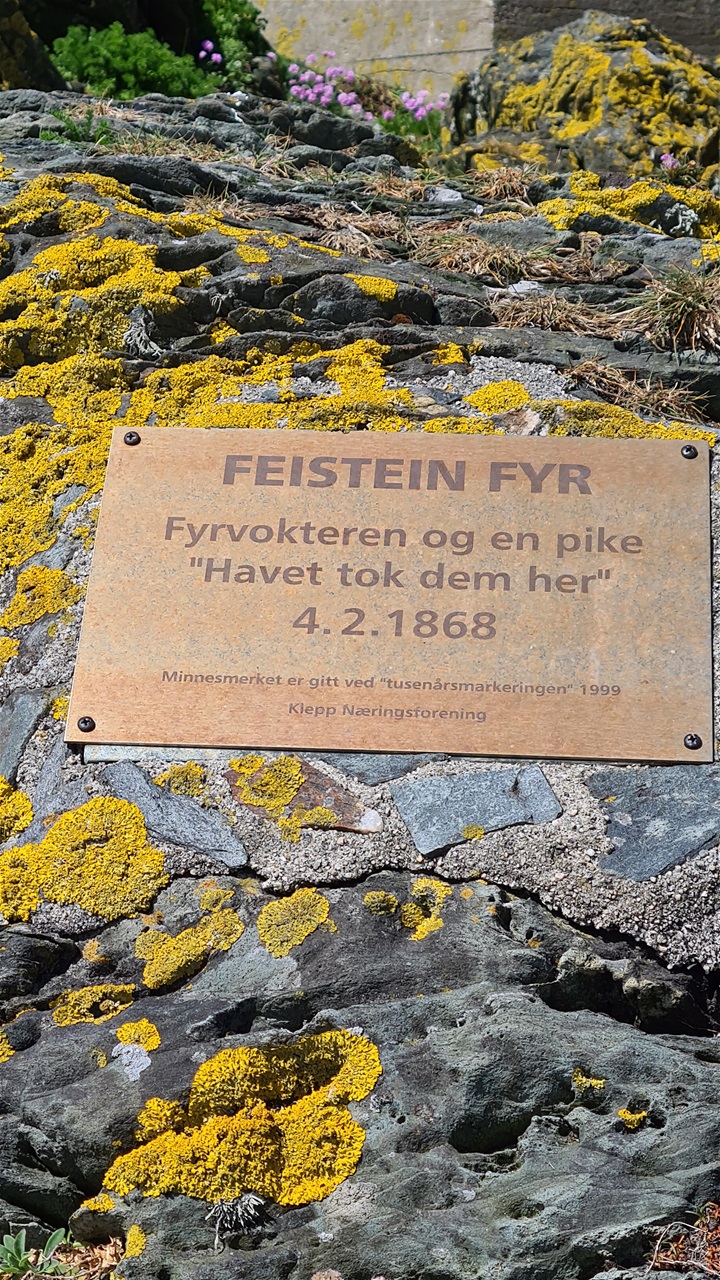 FEISTEIN FYR
Fyrvokteren og en pike
"Havet tok dem her"
4.2.1868
Minnesmerket er gitt ved "tusenårsmarkeringen" 1999
Klepp Næringsforening